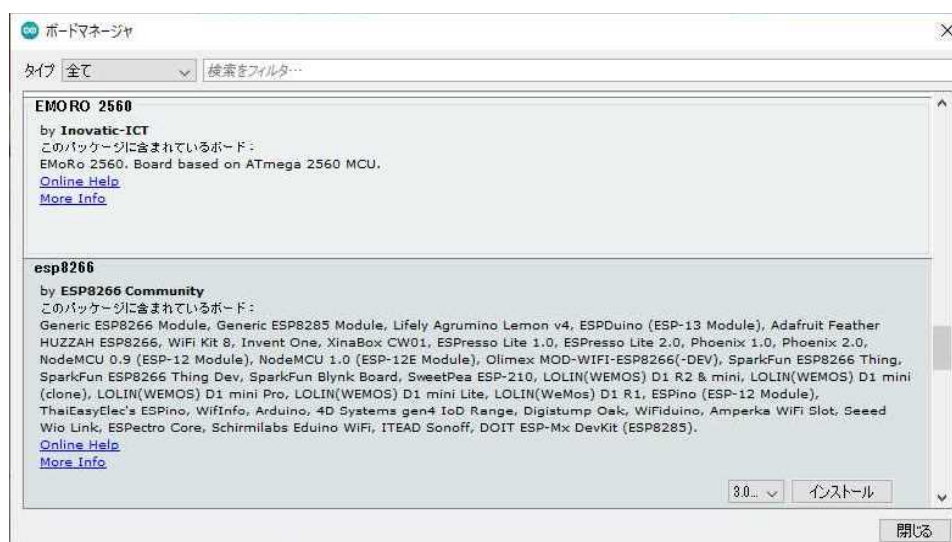 ボードマネージャ
タイプ 全て 検索をフィルタ…
EMORO 2560
by Inovatic-ICT
このパッケージに含まれているボード：
EMoRo 2560. Board based on ATmega 2560 MCU.
Online Help
More Info
esp8266
by ESP8266 Community
このパッケージに含まれているボード：
Generic ESP8266 Module, Generic ESP8285 Module, Lifely Agrumino Lemon v4, ESPDuino (ESP-13 Module), Adafruit Feather
HUZZAH ESP8266, WiFi Kit 8, Invent One, XinaBox CW01, ESPresso Lite 1.0, ESPresso Lite 2.0, Phoenix 1.0, Phoenix 2.0,
NodeMCU 0.9 (ESP-12 Module), NodeMCU 1.0 (ESP-12E Module), Olimex MOD-WIFI-ESP8266(-DEV), SparkFun ESP8266 Thing,
SparkFun ESP8266 Thing Dev, SparkFun Blynk Board, SweetPea ESP-210, LOLIN(WEMOS) D1 R2 & mini, LOLIN(WEMOS) D1 mini
(clone), LOLIN(WEMOS) D1 mini Pro, LOLIN(WEMOS) D1 mini Lite, LOLIN(WeMos) D1 R1, ESPino (ESP-12 Module),
ThaiEasyElec's ESPino, WifInfo, Arduino, 4D Systems gen4 IoD Range, Digistump Oak, WiFiduino, Amperka WiFi Slot, Seeed
Wio Link, ESPectro Core, Schirmilabs Eduino WiFi, ITEAD Sonoff, DOIT ESP-Mx DevKit (ESP8285).
Online Help
More Info
3.0... インストール
閉じる